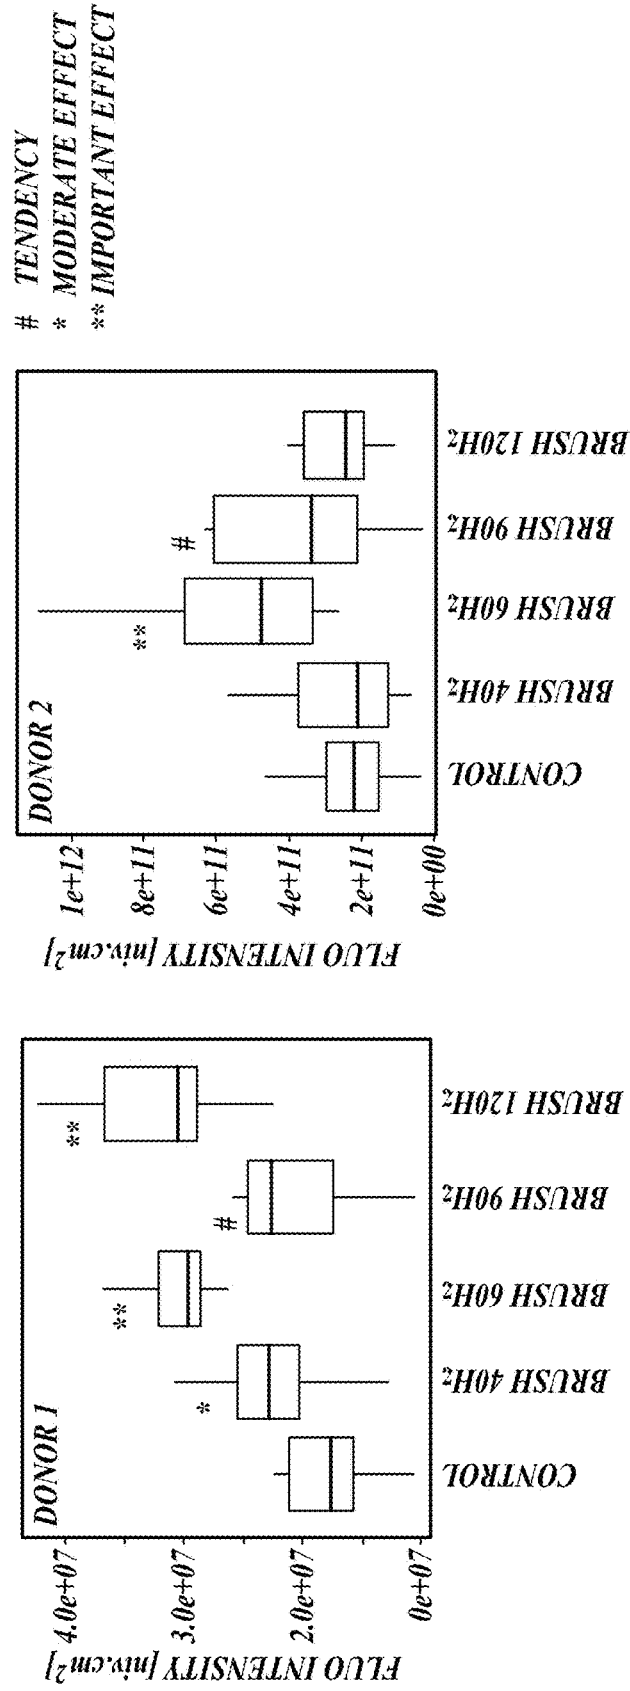 # TENDENCY
* MODERATE EFFECT
** IMPORTANT EFFECT
DONOR 1
FLUO INTENSITY [niv.cm2]
4.0e+07
3.0e+07
2.0e+07
0e+07
*
**
#
**
CONTROL
BRUSH 40Hz
BRUSH 60Hz
BRUSH 90Hz
BRUSH 120Hz
DONOR 2
FLUO INTENSITY [niv.cm2]
1e+12
8e+11
6e+11
4e+11
2e+11
0e+00
**
#
CONTROL
BRUSH 40Hz
BRUSH 60Hz
BRUSH 90Hz
BRUSH 120Hz